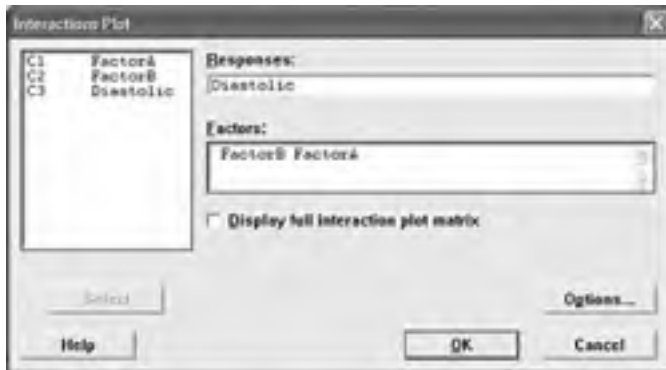 Interactions Plot
C1 FactorA
C2 FactorB
C3 Diastolic
Responses:
Diastolic
Factors:
FactorB FactorA
Display full interaction plot matrix
Select
Options...
Help
OK
Cancel